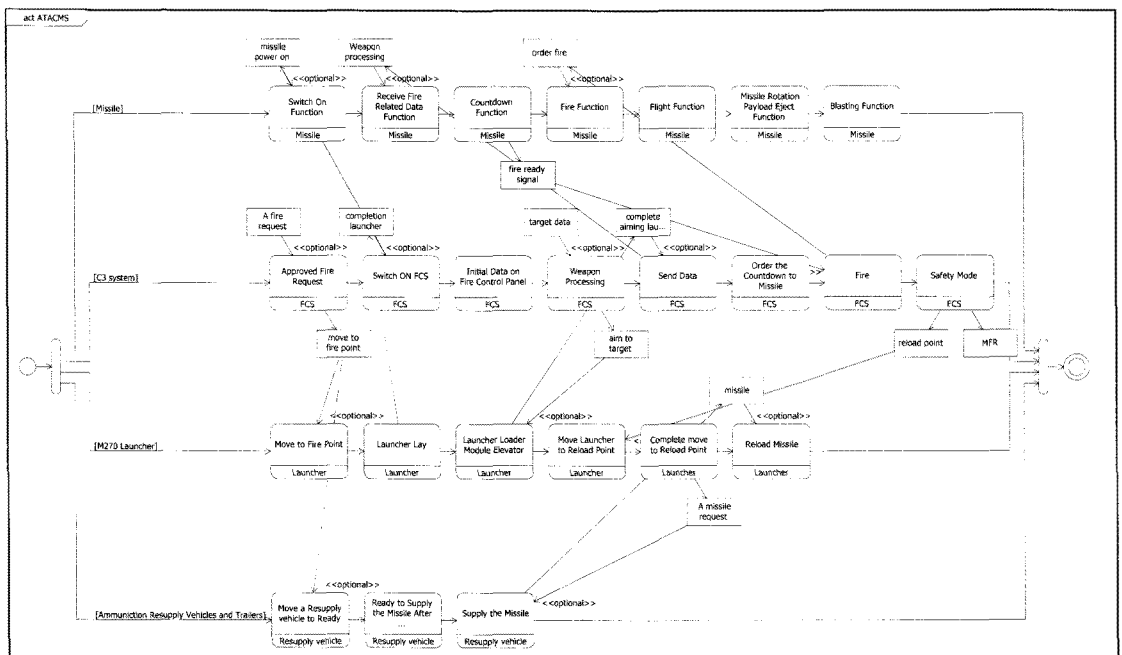 act ATACMS
missile
power on
Weapon
processing
order fire
<<optional>>
<<optional>>
<<optional>>
[Missile]
Switch On
Function
Missile
Receive Fire
Related Data
Function
Missile
Countdown
Function
Missile
Fire Function
Missile
Flight Function
Missile
Missile Rotation
Payload Eject
Function
Missile
Blasting Function
Missile
fire ready
signal
A fire
request
completion
launcher
target data
complete
aiming lau...
<<optional>>
<<optional>>
<<optional>>
<<optional>>
[C3 system]
Approved Fire
Request
FCS
Switch ON FCS
FCS
Initial Data on
Fire Control Panel
FCS
Weapon
Processing
FCS
Send Data
FCS
Order the
Countdown to
Missile
FCS
>>
Fire
FCS
Safety Mode
FCS
move to
fire point
aim to
target
reload point
MFR
missile
<<optional>>
<<optional>>
<<optional>>
[M270 Launcher]
Move to Fire Point
Launcher
Launcher Lay
Launcher
Launcher Loader
Module Elevator
Launcher
Move Launcher
to Reload Point
Launcher
Complete move
to Reload Point
Launcher
Reload Missile
Launcher
A missile
request
<<optional>>
<<optional>>
[Ammuniction Resupply Vehicles and Trailers]
Move a Resupply
vehicle to Ready
Resupply vehicle
Ready to Supply
the Missile After
...
Resupply vehicle
Supply the Missile
Resupply vehicle